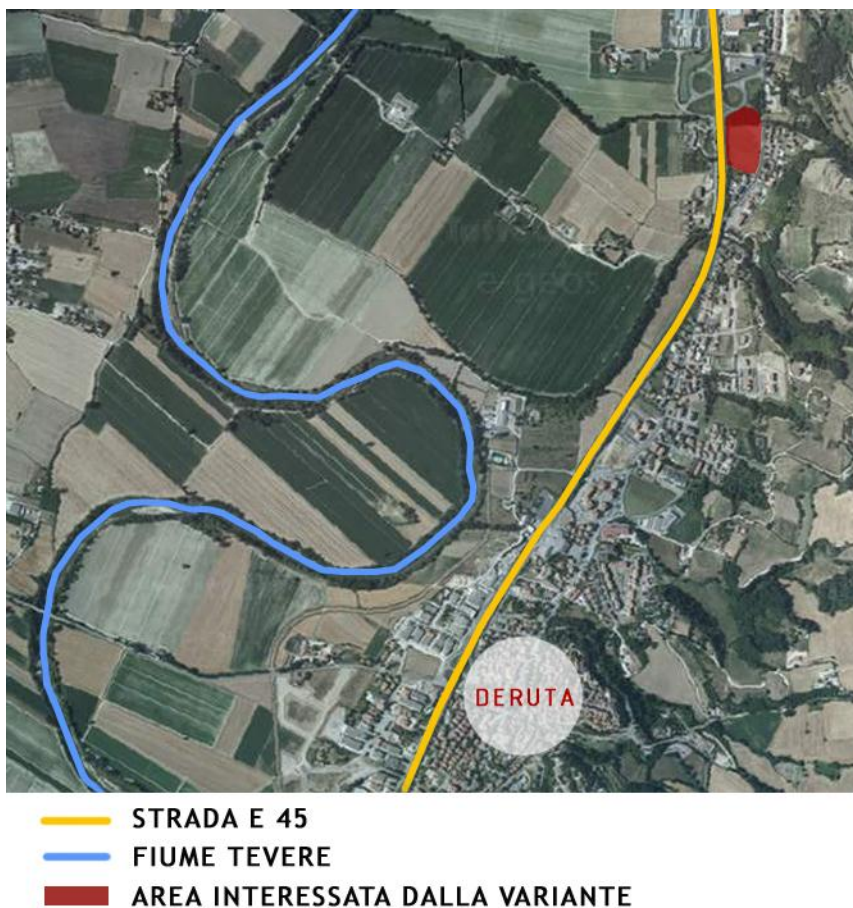 DERUTA
STRADA E 45
FIUME TEVERE
AREA INTERESSATA DALLA VARIANTE